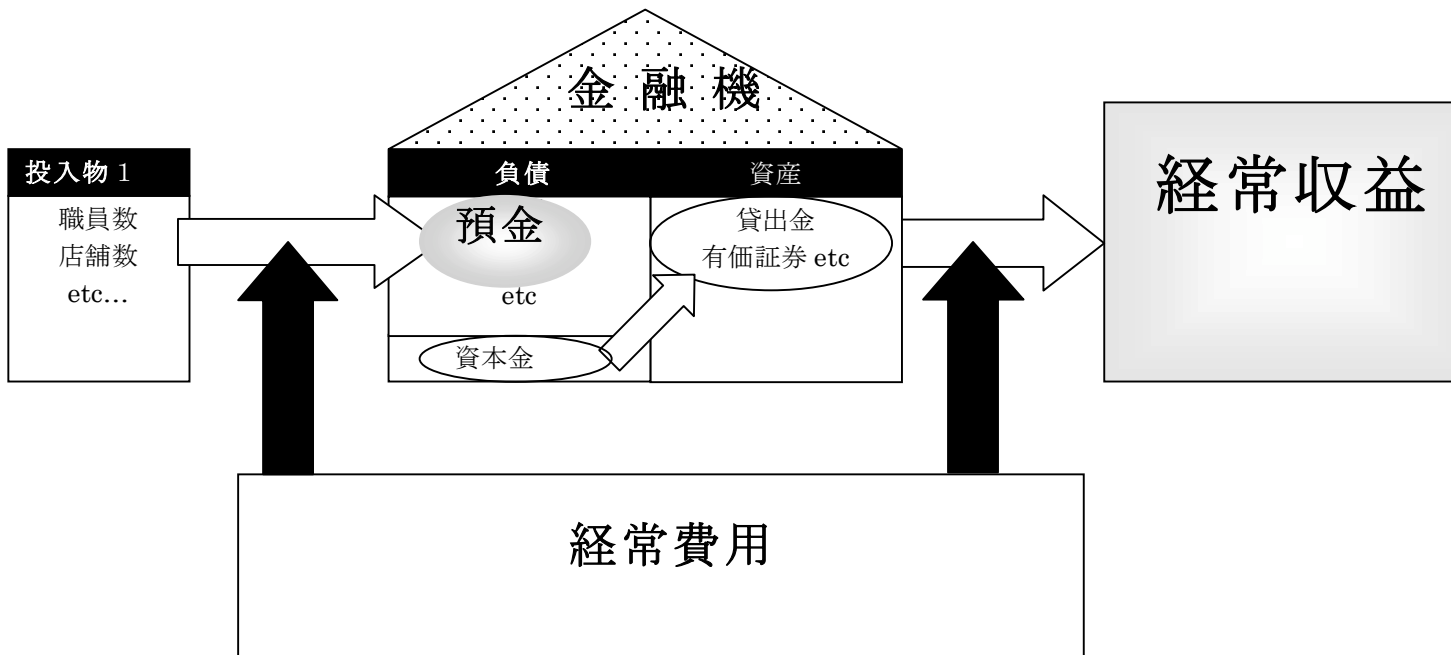 金 融 機
投入物 1
職員数
店舗数
etc...
負債
預金
etc
資本金
資産
貸出金
有価証券 etc
経常収益
経常費用